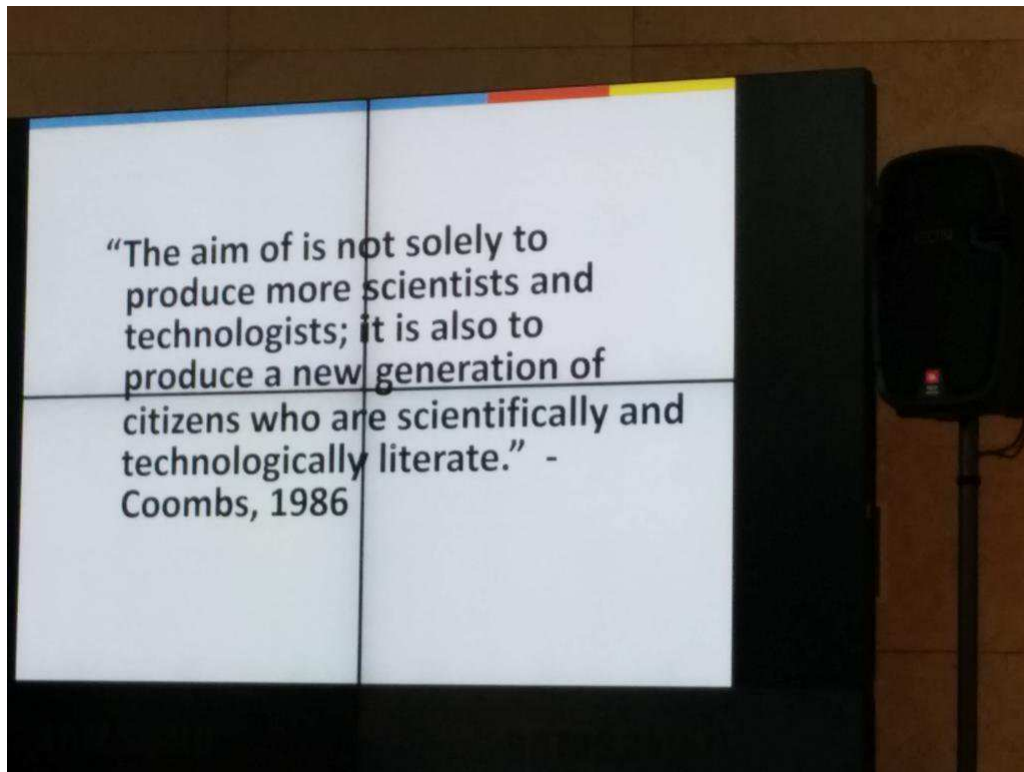 “The aim of is not solely to
produce more scientists and
technologists; it is also to
produce a new generation of
citizens who are scientifically and
technologically literate.” -
Coombs, 1986